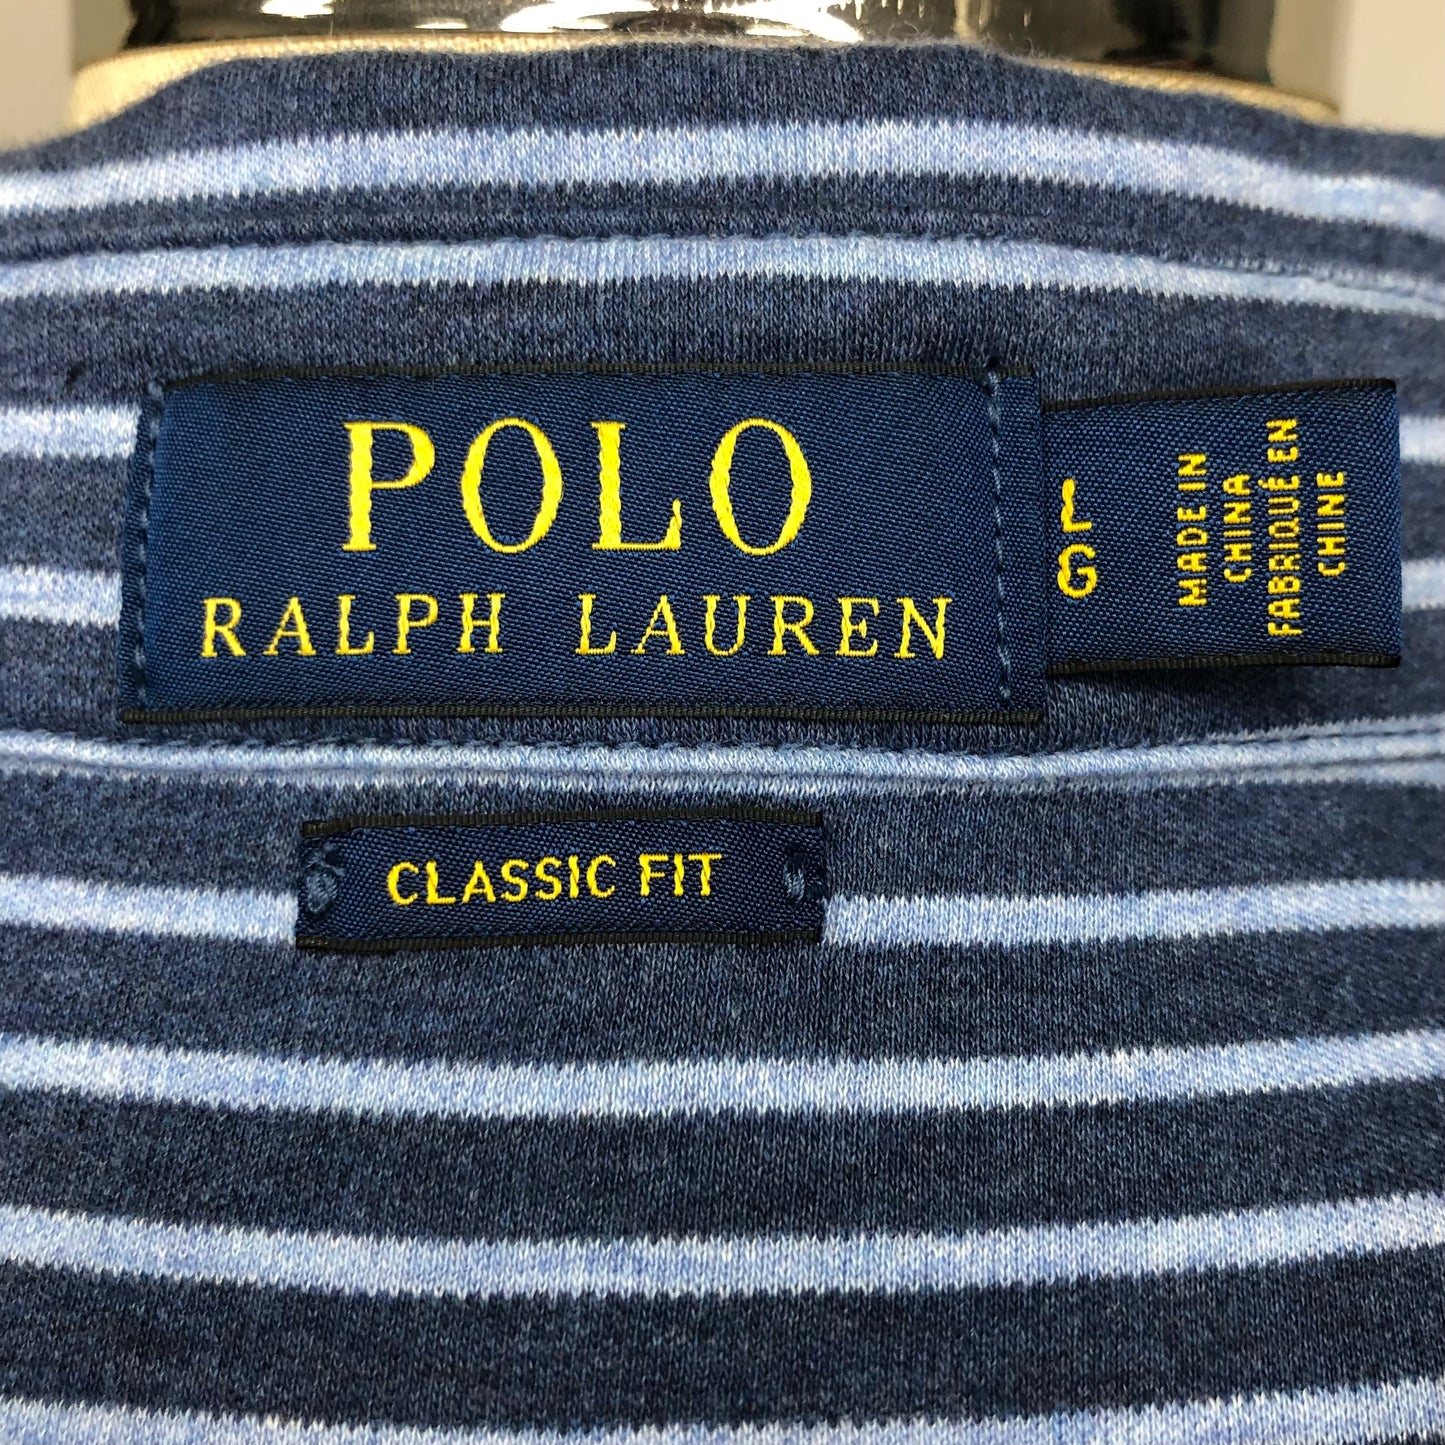 POLO
RALPH LAUREN
L
G
MADE IN
CHINA
FABRIQUÉ EN
CHINE
CLASSIC FIT